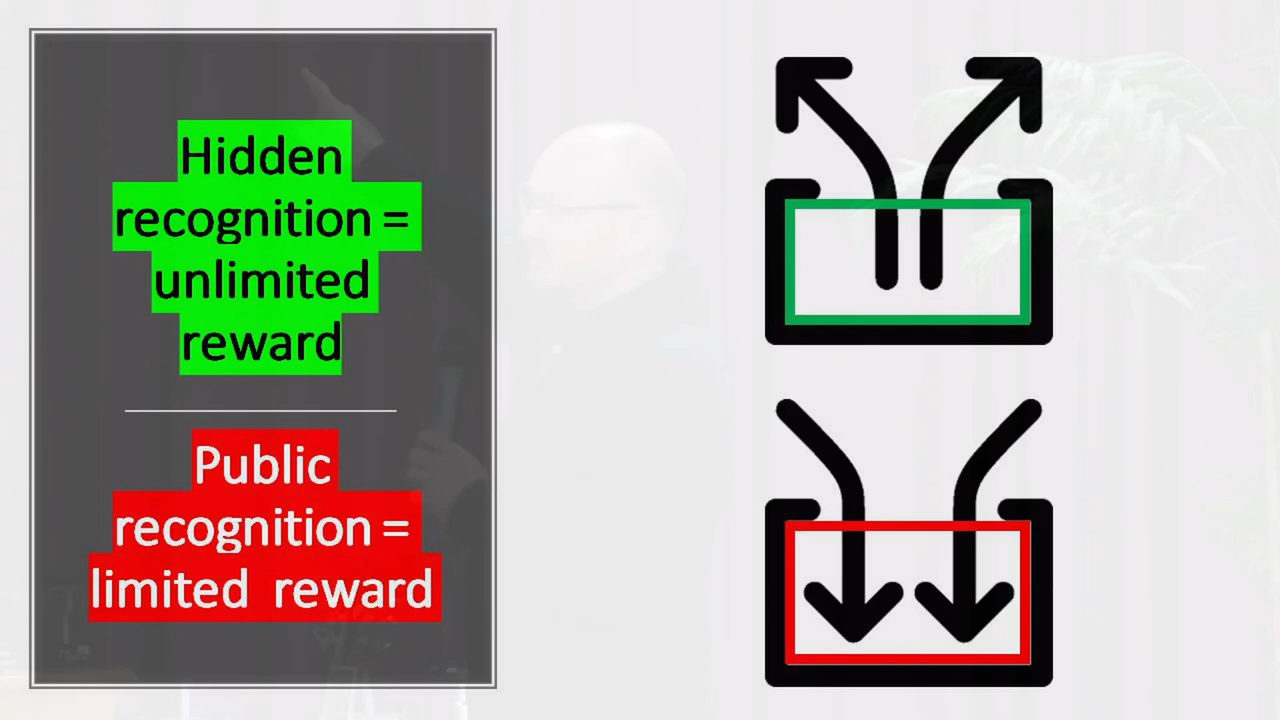 Hidden
recognition =
unlimited
reward
Public
recognition =
limited reward